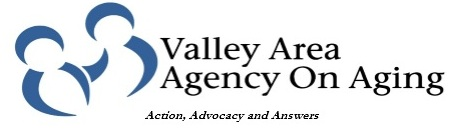 Valley Area
Agency On Aging
Action, Advocacy and Answers